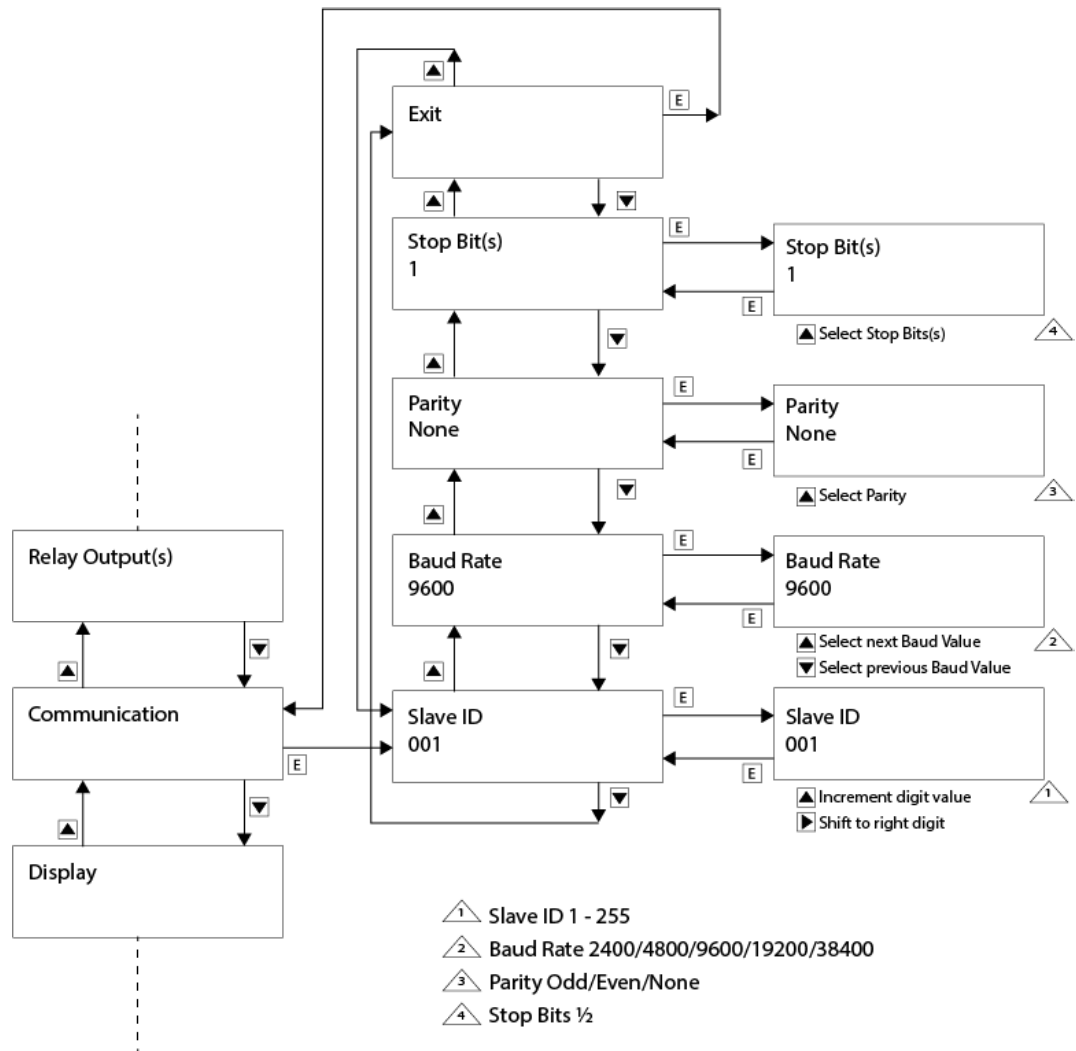 E
Exit
E
Stop Bit(s)
1
Stop Bit(s)
1
E
Select Stop Bits(s)
4
E
Parity
None
Parity
None
E
Select Parity
3
E
Relay Output(s)
Baud Rate
9600
Baud Rate
9600
E
Select next Baud Value
2
Select previous Baud Value
E
Communication
Slave ID
001
Slave ID
001
E
E
Increment digit value
1
Shift to right digit
Display
1 Slave ID 1 - 255
2 Baud Rate 2400/4800/9600/19200/38400
3 Parity Odd/Even/None
4 Stop Bits ½